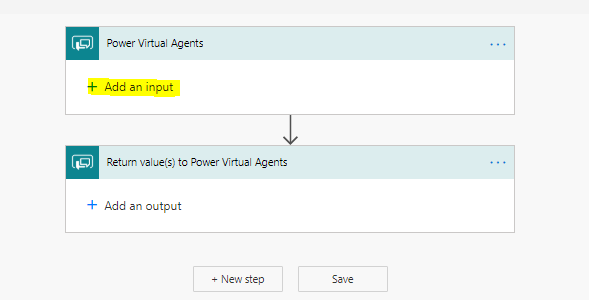 Power Virtual Agents
+ Add an input
Return value(s) to Power Virtual Agents
+ Add an output
+ New step
Save